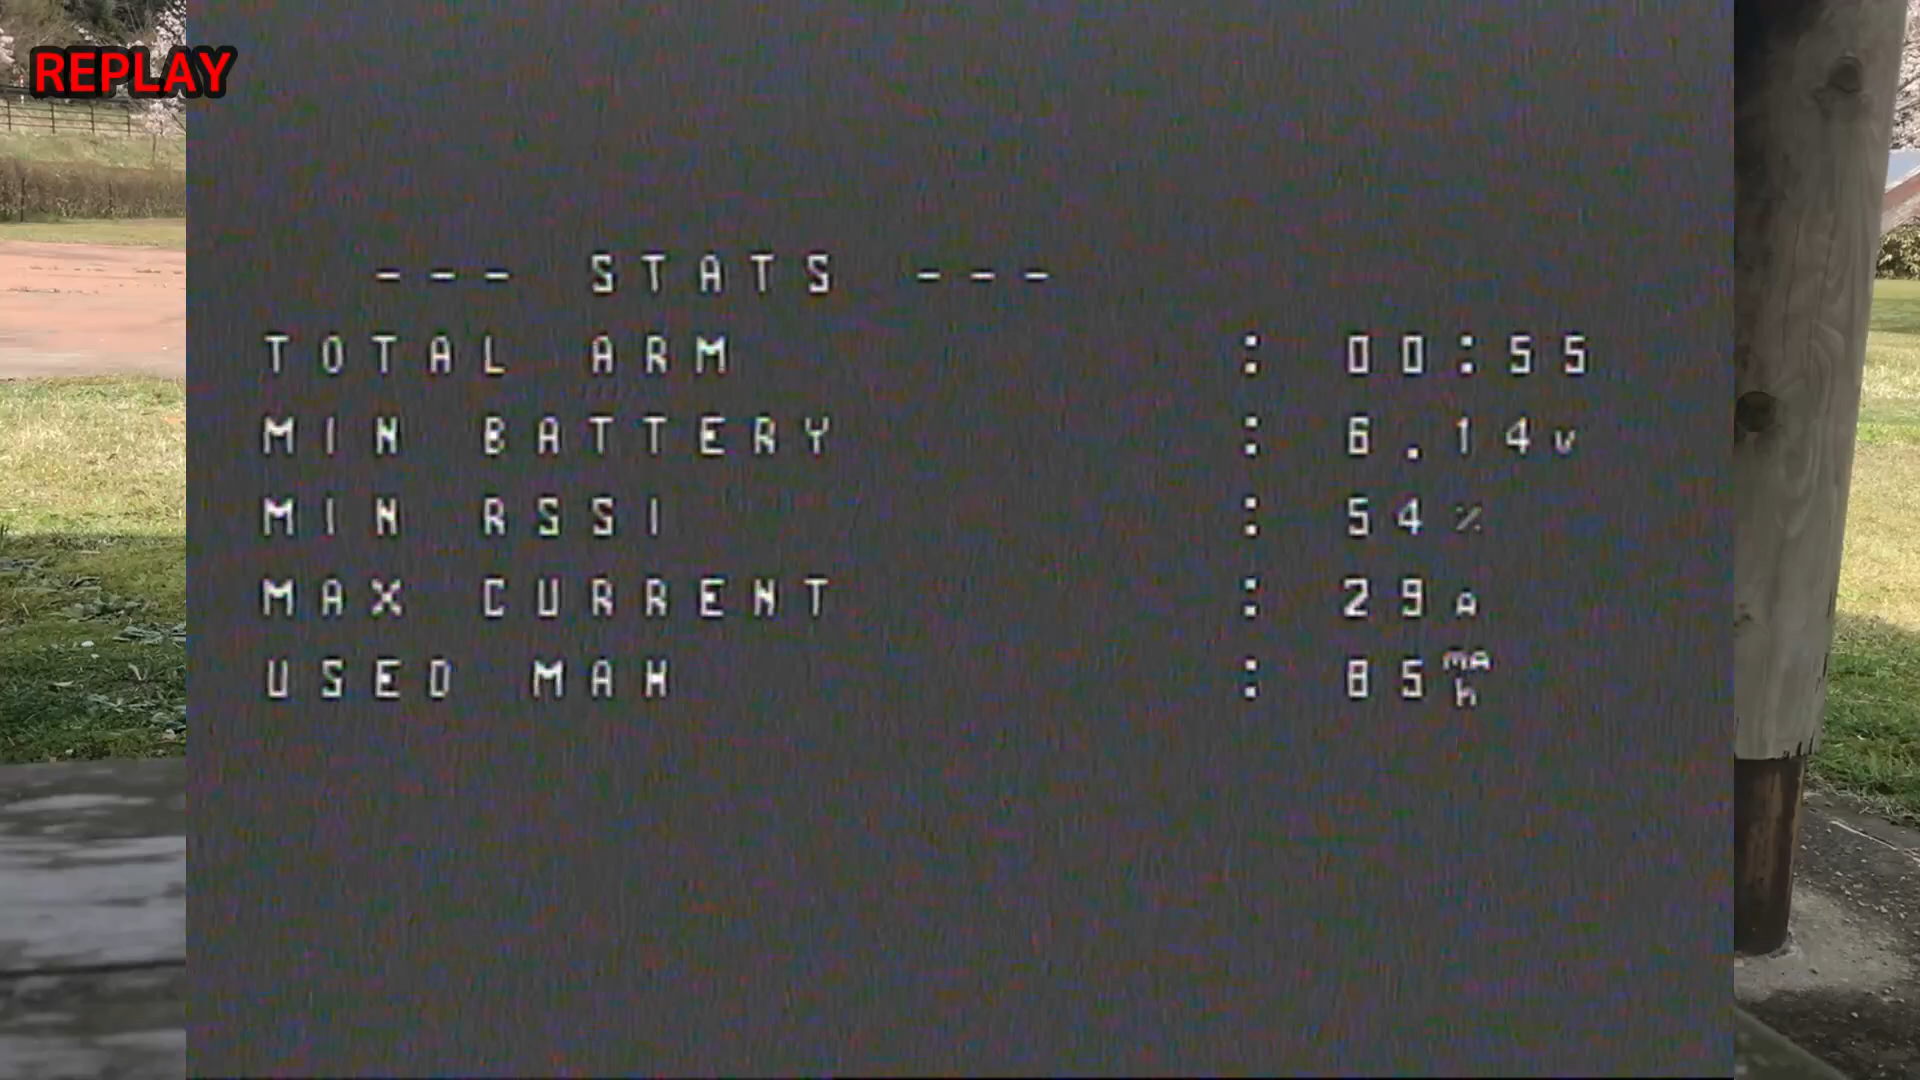 REPLAY
--- STATS ---
TOTAL ARM : 00:55
MIN BATTERY : 6.14V
MIN RSSI : 54%
MAX CURRENT : 29A
USED MAH : 85mAh